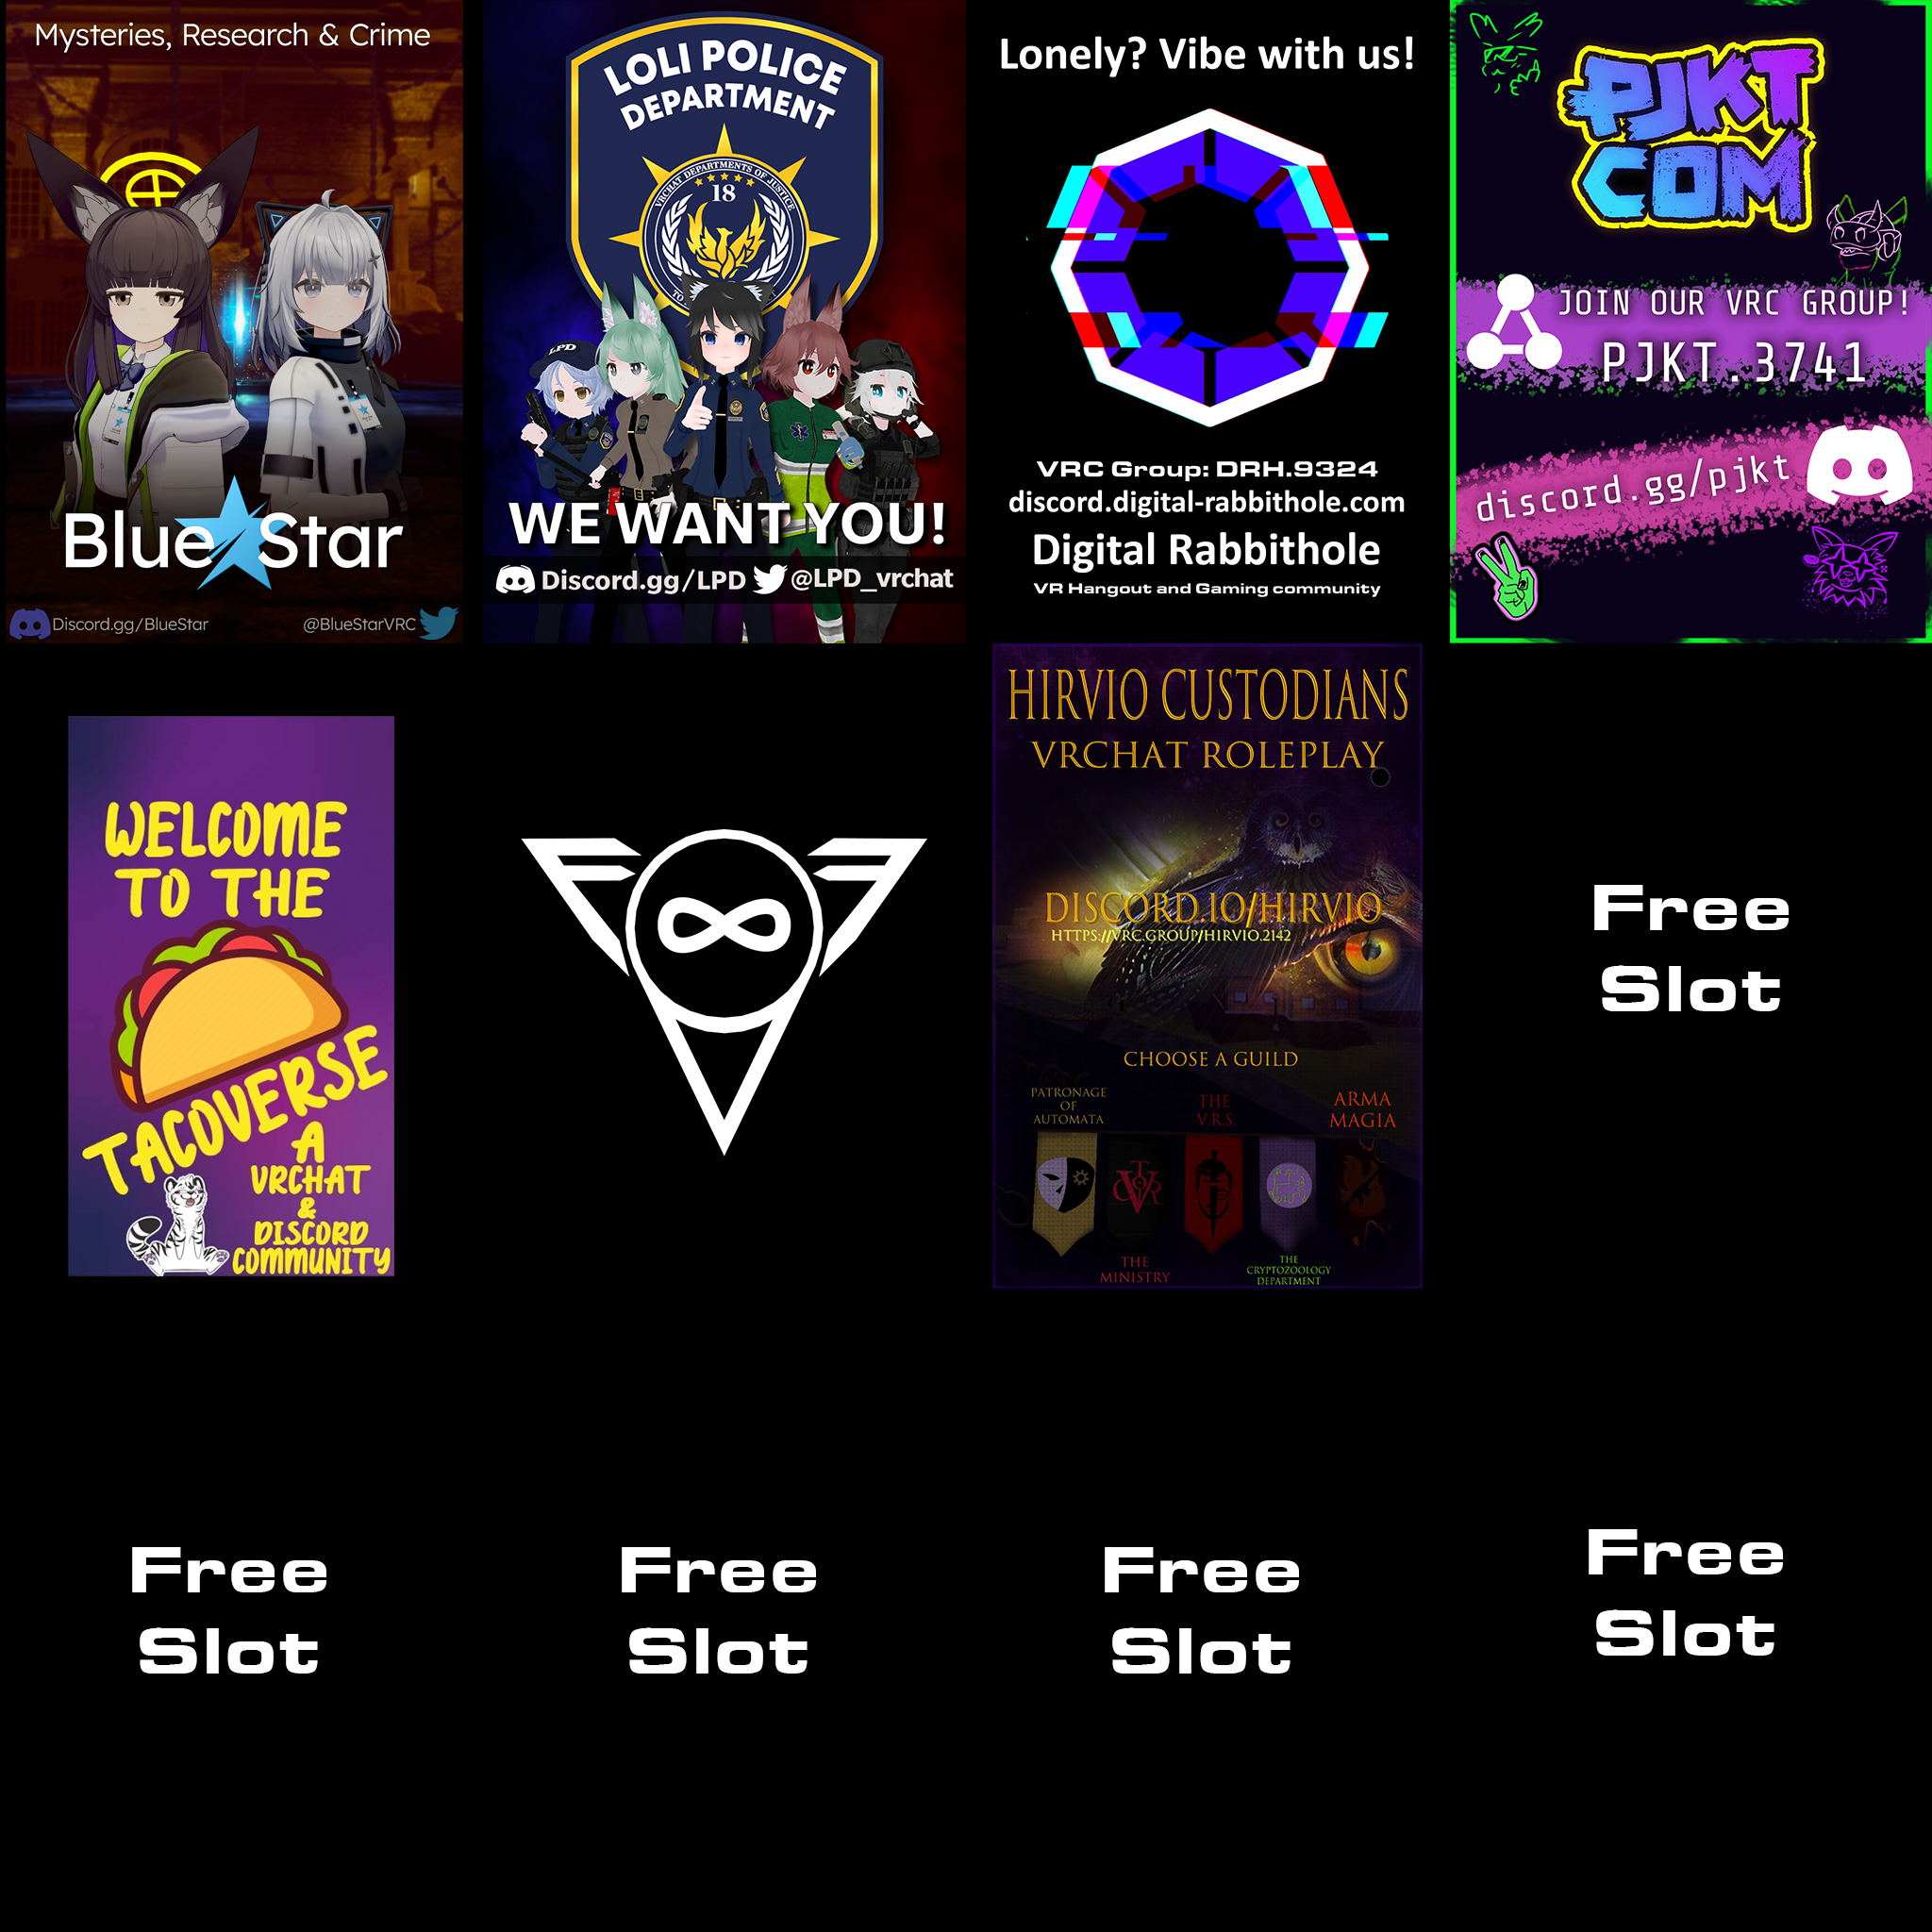 Mysteries, Research & Crime
Blue Star
Discord.gg/BlueStar
@BlueStarVRC
LOLI POLICE
DEPARTMENT
VRCHAT DEPARTMENTS OF JUSTICE
18
LPD
WE WANT YOU!
Discord.gg/LPD @LPD_vrchat
Lonely? Vibe with us!
VRC Group: DRH.9324
discord.digital-rabbithole.com
Digital Rabbithole
VR Hangout and Gaming community
PJKT
COM
JOIN OUR VRC GROUP!
PJKT.3741
discord.gg/pjkt
WELCOME
TO THE
TACOVERSE
A
VRCHAT
&
DISCORD
COMMUNITY
HIRVIO CUSTODIANS
VRCHAT ROLEPLAY
DISCORD.IO/HIRVIO
HTTPS://VRC.GROUP/HIRVIO.2142
CHOOSE A GUILD
PATRONAGE
OF
AUTOMATA
THE
V.R.S.
ARMA
MAGIA
THE
MINISTRY
THE
CRYPTOZOOLOGY
DEPARTMENT
Free
Slot
Free
Slot
Free
Slot
Free
Slot
Free
Slot